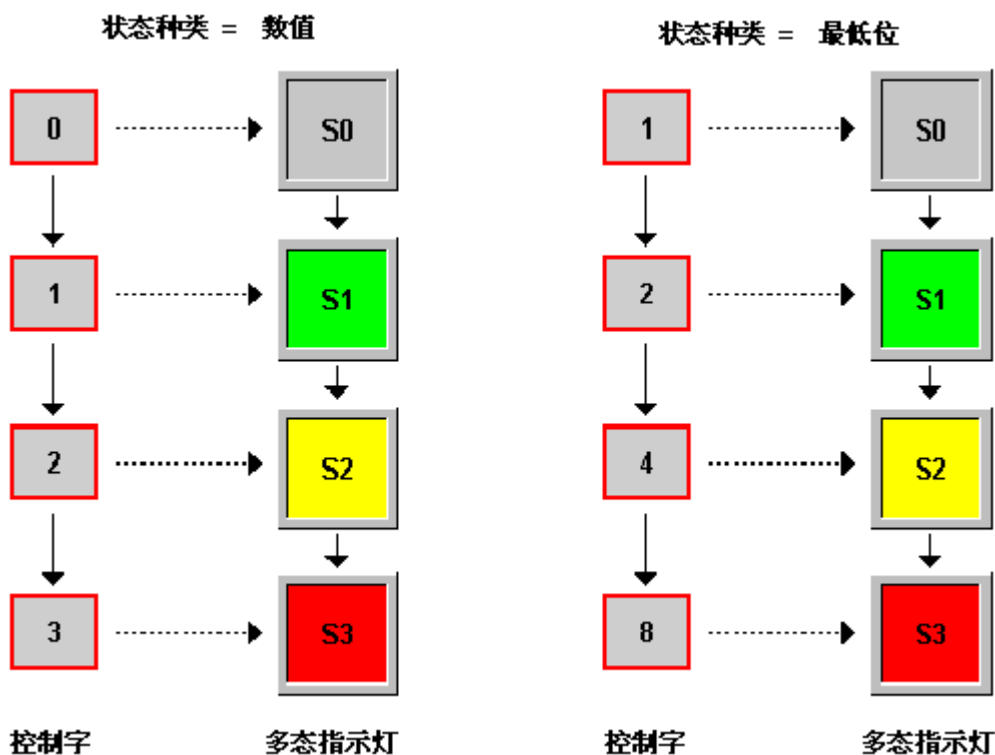 状态种类 = 数值
0
S0
1
S1
2
S2
3
S3
控制字
多态指示灯
状态种类 = 最低位
1
S0
2
S1
4
S2
8
S3
控制字
多态指示灯